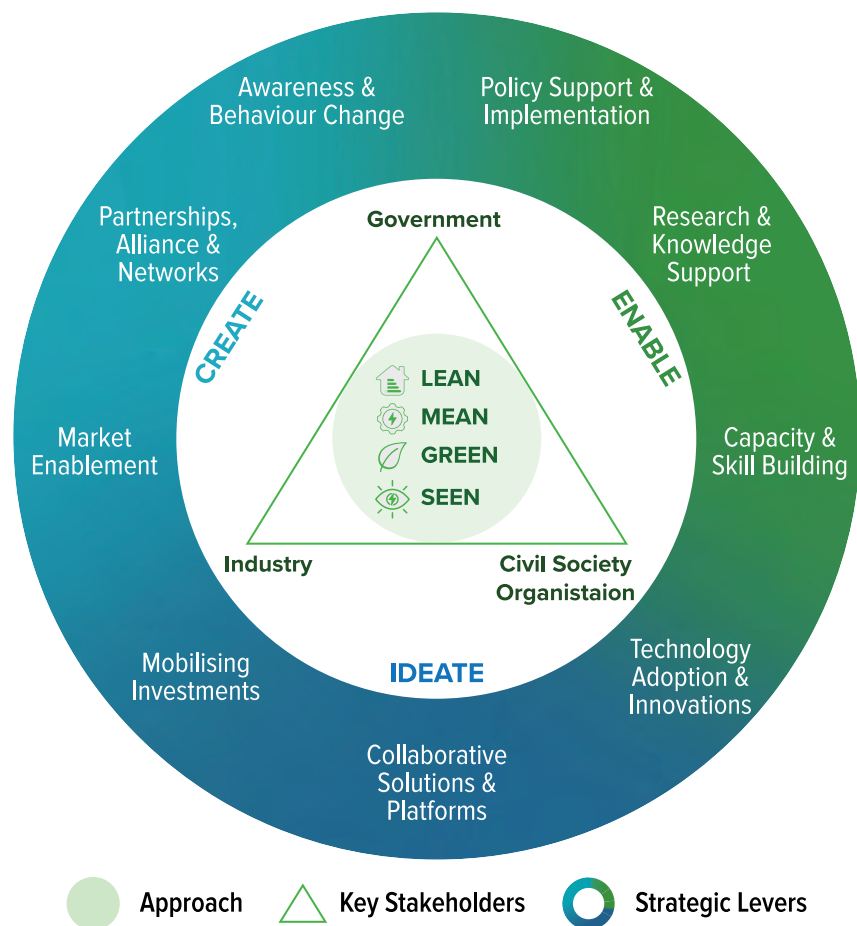 Awareness &
Behaviour Change
Policy Support &
Implementation
Partnerships,
Alliance &
Networks
Government
Research &
Knowledge
Support
CREATE
ENABLE
LEAN
MEAN
GREEN
SEEN
Market
Enablement
Capacity &
Skill Building
Industry
Civil Society
Organistaion
Mobilising
Investments
IDEATE
Technology
Adoption &
Innovations
Collaborative
Solutions &
Platforms
Approach
Key Stakeholders
Strategic Levers